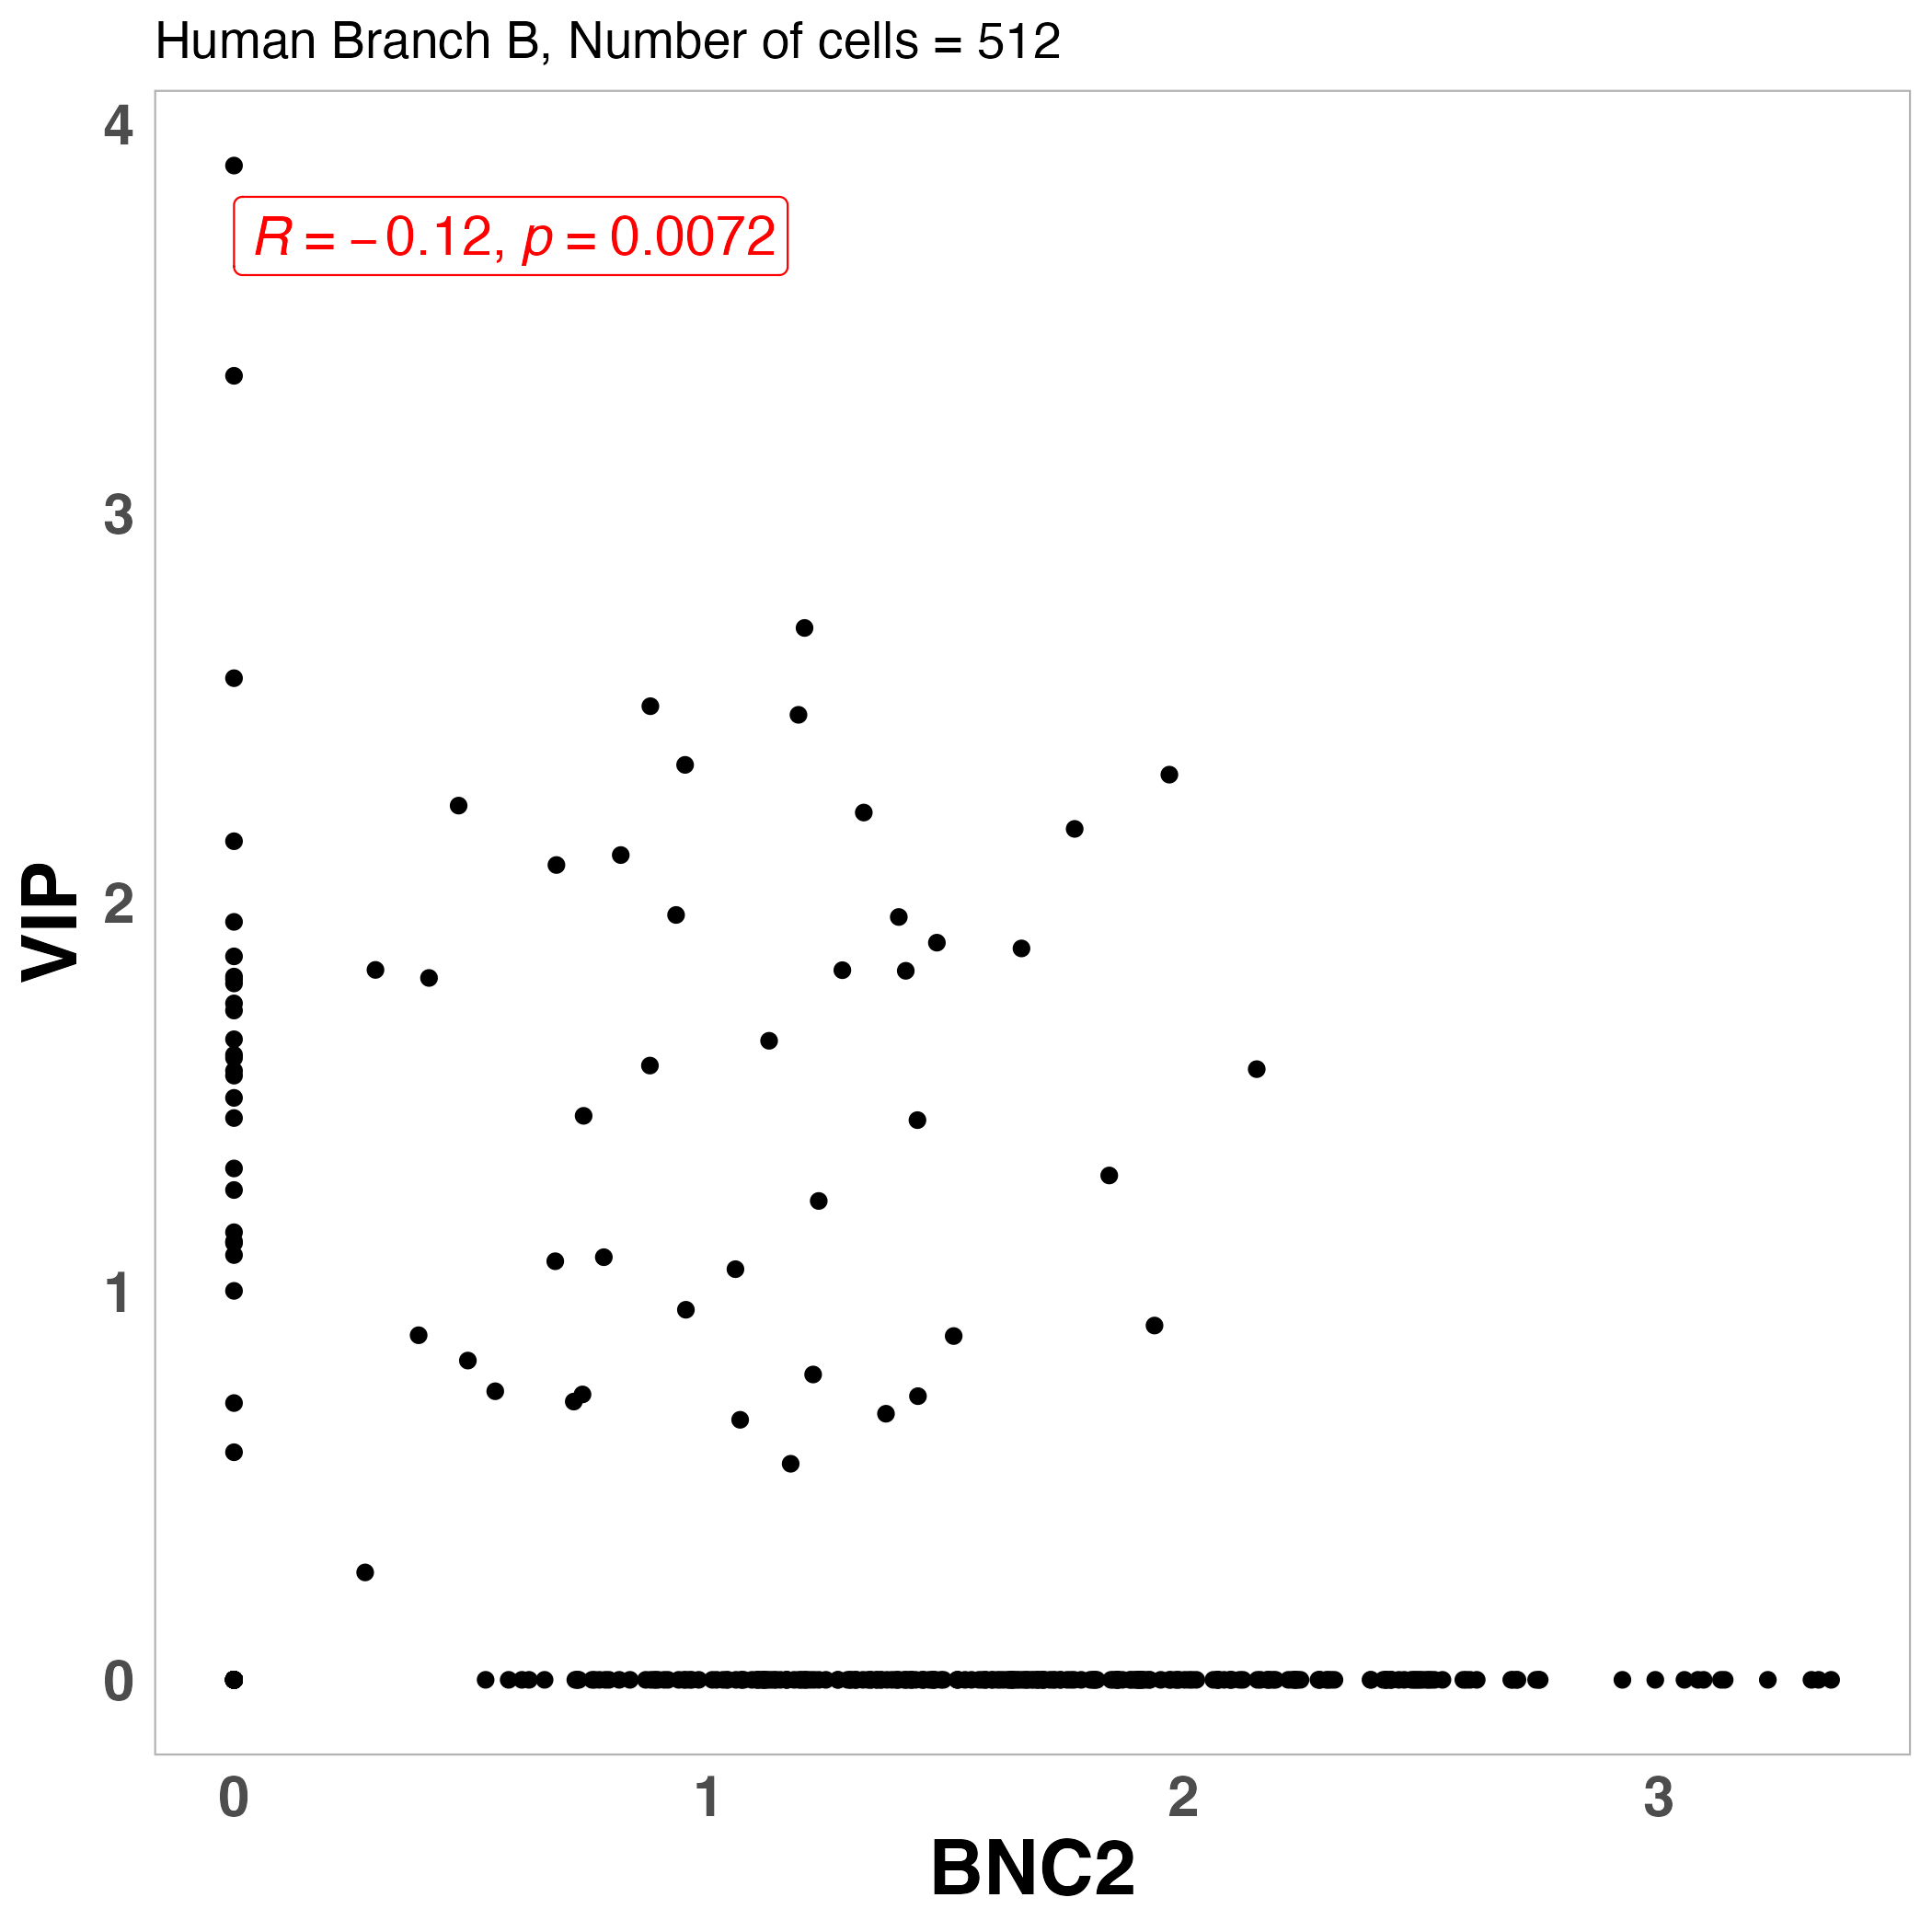 Human Branch B, Number of cells = 512
4
R = −0.12, p = 0.0072
3
2
1
0
VIP
0 1 2 3
BNC2